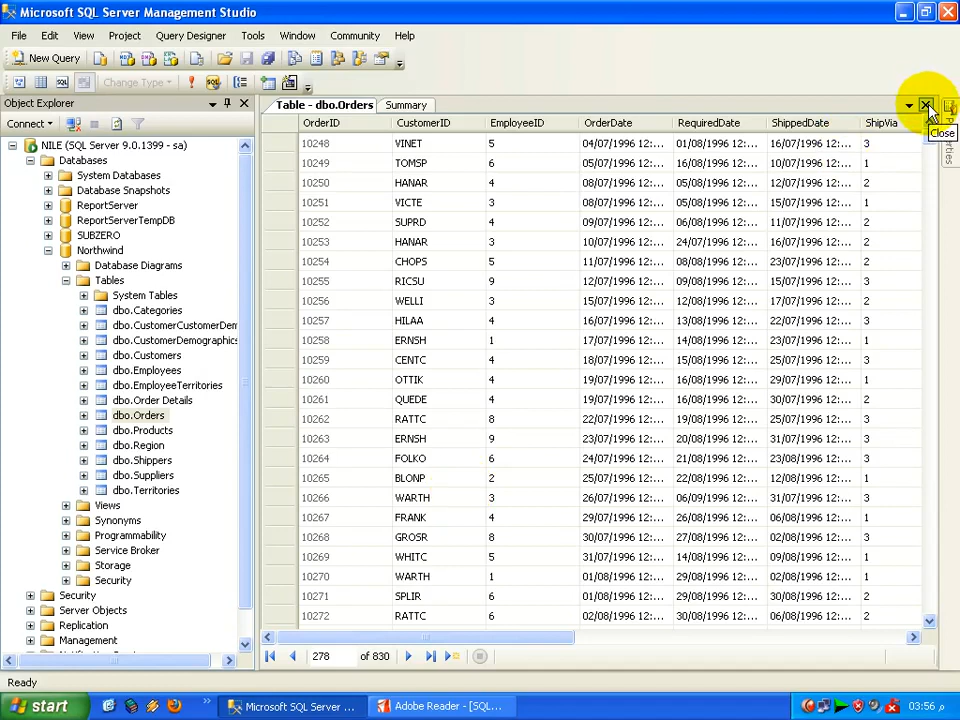 Microsoft SQL Server Management Studio
File Edit View Project Query Designer Tools Window Community Help
New Query
Change Type
Object Explorer
Table - dbo.Orders Summary
Connect
Close
NILE (SQL Server 9.0.1399 - sa)
Databases
System Databases
Database Snapshots
ReportServer
ReportServerTempDB
SUBZERO
Northwind
Database Diagrams
Tables
System Tables
dbo.Categories
dbo.CustomerCustomerDem
dbo.CustomerDemographics
dbo.Customers
dbo.Employees
dbo.EmployeeTerritories
dbo.Order Details
dbo.Orders
dbo.Products
dbo.Region
dbo.Shippers
dbo.Suppliers
dbo.Territories
Views
Synonyms
Programmability
Service Broker
Storage
Security
Security
Server Objects
Replication
Management
OrderID CustomerID EmployeeID OrderDate RequiredDate ShippedDate ShipVia
10248 VINET 5 04/07/1996 12:... 01/08/1996 12:... 16/07/1996 12:... 3
10249 TOMSP 6 05/07/1996 12:... 16/08/1996 12:... 10/07/1996 12:... 1
10250 HANAR 4 08/07/1996 12:... 05/08/1996 12:... 12/07/1996 12:... 2
10251 VICTE 3 08/07/1996 12:... 05/08/1996 12:... 15/07/1996 12:... 1
10252 SUPRD 4 09/07/1996 12:... 06/08/1996 12:... 11/07/1996 12:... 2
10253 HANAR 3 10/07/1996 12:... 24/07/1996 12:... 16/07/1996 12:... 2
10254 CHOPS 5 11/07/1996 12:... 08/08/1996 12:... 23/07/1996 12:... 2
10255 RICSU 9 12/07/1996 12:... 09/08/1996 12:... 15/07/1996 12:... 3
10256 WELLI 3 15/07/1996 12:... 12/08/1996 12:... 17/07/1996 12:... 2
10257 HILAA 4 16/07/1996 12:... 13/08/1996 12:... 22/07/1996 12:... 3
10258 ERNSH 1 17/07/1996 12:... 14/08/1996 12:... 23/07/1996 12:... 1
10259 CENTC 4 18/07/1996 12:... 15/08/1996 12:... 25/07/1996 12:... 3
10260 OTTIK 4 19/07/1996 12:... 16/08/1996 12:... 29/07/1996 12:... 1
10261 QUEDE 4 19/07/1996 12:... 16/08/1996 12:... 30/07/1996 12:... 2
10262 RATTC 8 22/07/1996 12:... 19/08/1996 12:... 25/07/1996 12:... 3
10263 ERNSH 9 23/07/1996 12:... 20/08/1996 12:... 31/07/1996 12:... 3
10264 FOLKO 6 24/07/1996 12:... 21/08/1996 12:... 23/08/1996 12:... 3
10265 BLONP 2 25/07/1996 12:... 22/08/1996 12:... 12/08/1996 12:... 1
10266 WARTH 3 26/07/1996 12:... 06/09/1996 12:... 31/07/1996 12:... 3
10267 FRANK 4 29/07/1996 12:... 26/08/1996 12:... 06/08/1996 12:... 1
10268 GROSR 8 30/07/1996 12:... 27/08/1996 12:... 02/08/1996 12:... 3
10269 WHITC 5 31/07/1996 12:... 14/08/1996 12:... 09/08/1996 12:... 1
10270 WARTH 1 01/08/1996 12:... 29/08/1996 12:... 02/08/1996 12:... 1
10271 SPLIR 6 01/08/1996 12:... 29/08/1996 12:... 30/08/1996 12:... 2
10272 RATTC 6 02/08/1996 12:... 30/08/1996 12:... 06/08/1996 12:... 2
278 of 830
Ready
start Microsoft SQL Server ... Adobe Reader - [SQL... 03:56 م